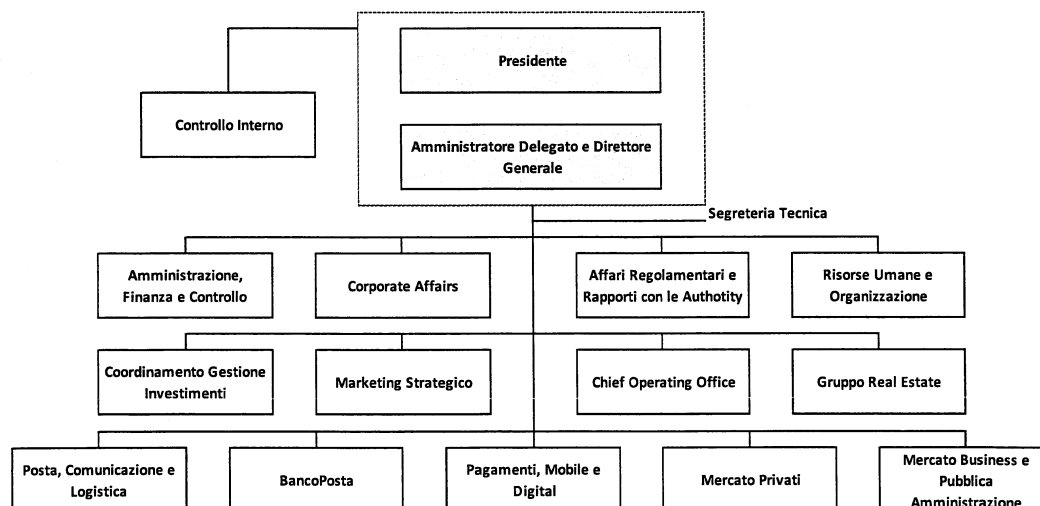 Presidente
Controllo Interno
Amministratore Delegato e Direttore
Generale
Segreteria Tecnica
Amministrazione,
Finanza e Controllo
Corporate Affairs
Affari Regolamentari e
Rapporti con le Authotity
Risorse Umane e
Organizzazione
Coordinamento Gestione
Investimenti
Marketing Strategico
Chief Operating Office
Gruppo Real Estate
Posta, Comunicazione e
Logistica
BancoPosta
Pagamenti, Mobile e
Digital
Mercato Privati
Mercato Business e
Pubblica
Amministrazione